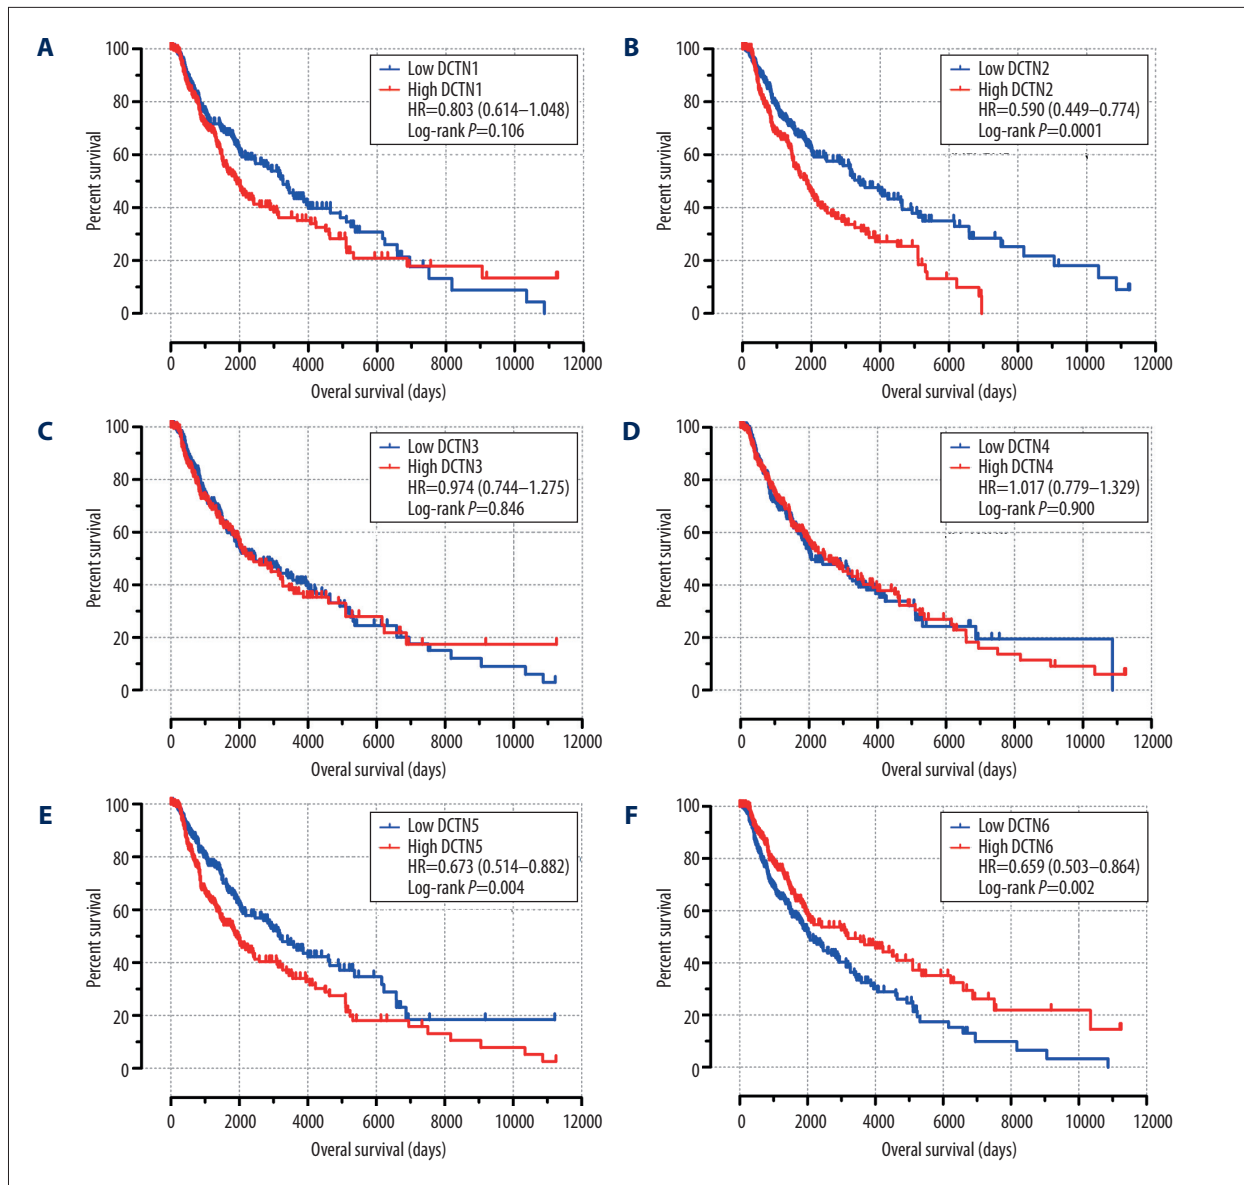 A
Percent survival
100
80
60
40
20
0
Low DCTN1
High DCTN1
HR=0.803 (0.614–1.048)
Log-rank P=0.106
0 2000 4000 6000 8000 10000 12000
Overal survival (days)
B
Percent survival
100
80
60
40
20
0
Low DCTN2
High DCTN2
HR=0.590 (0.449–0.774)
Log-rank P=0.0001
0 2000 4000 6000 8000 10000 12000
Overal survival (days)
C
Percent survival
100
80
60
40
20
0
Low DCTN3
High DCTN3
HR=0.974 (0.744–1.275)
Log-rank P=0.846
0 2000 4000 6000 8000 10000 12000
Overal survival (days)
D
Percent survival
100
80
60
40
20
0
Low DCTN4
High DCTN4
HR=1.017 (0.779–1.329)
Log-rank P=0.900
0 2000 4000 6000 8000 10000 12000
Overal survival (days)
E
Percent survival
100
80
60
40
20
0
Low DCTN5
High DCTN5
HR=0.673 (0.514–0.882)
Log-rank P=0.004
0 2000 4000 6000 8000 10000 12000
Overal survival (days)
F
Percent survival
100
80
60
40
20
0
Low DCTN6
High DCTN6
HR=0.659 (0.503–0.864)
Log-rank P=0.002
0 2000 4000 6000 8000 10000 12000
Overal survival (days)